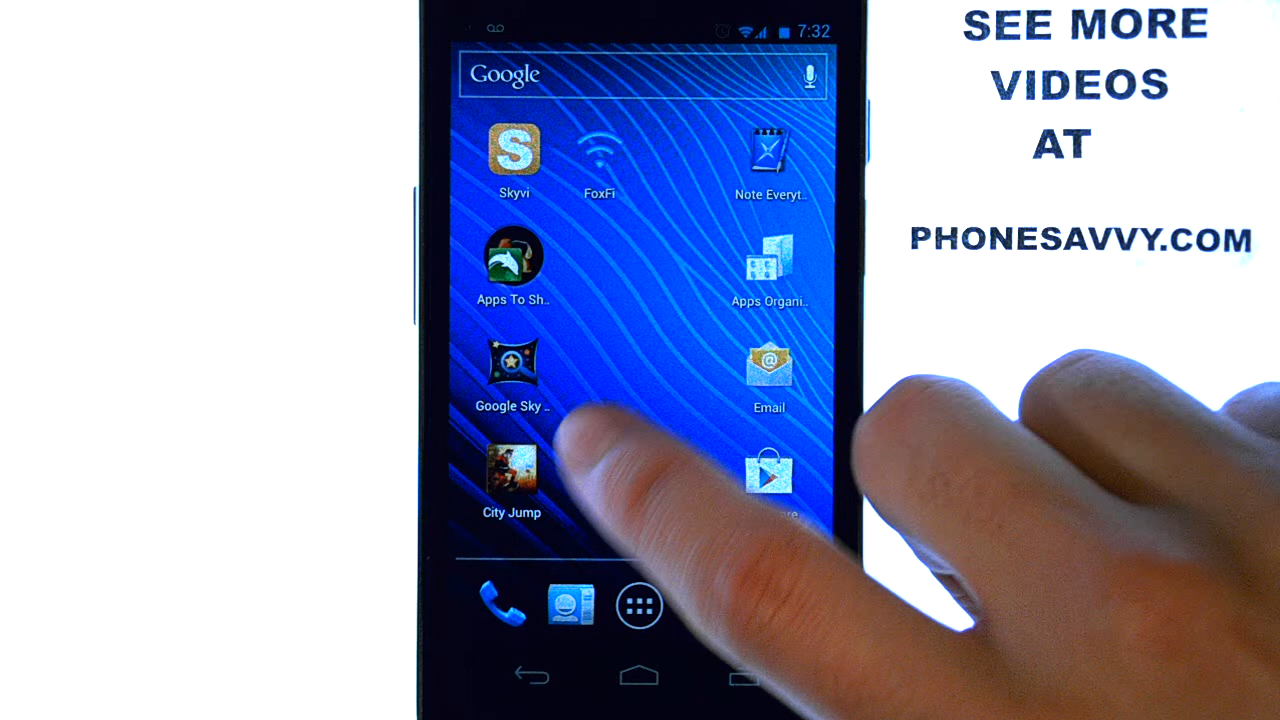 7:32
Google
Skyvi
FoxFi
Note Everyt..
Apps To Sh..
Apps Organi..
Google Sky ..
Email
City Jump
SEE MORE
VIDEOS
AT
PHONESAVVY.COM